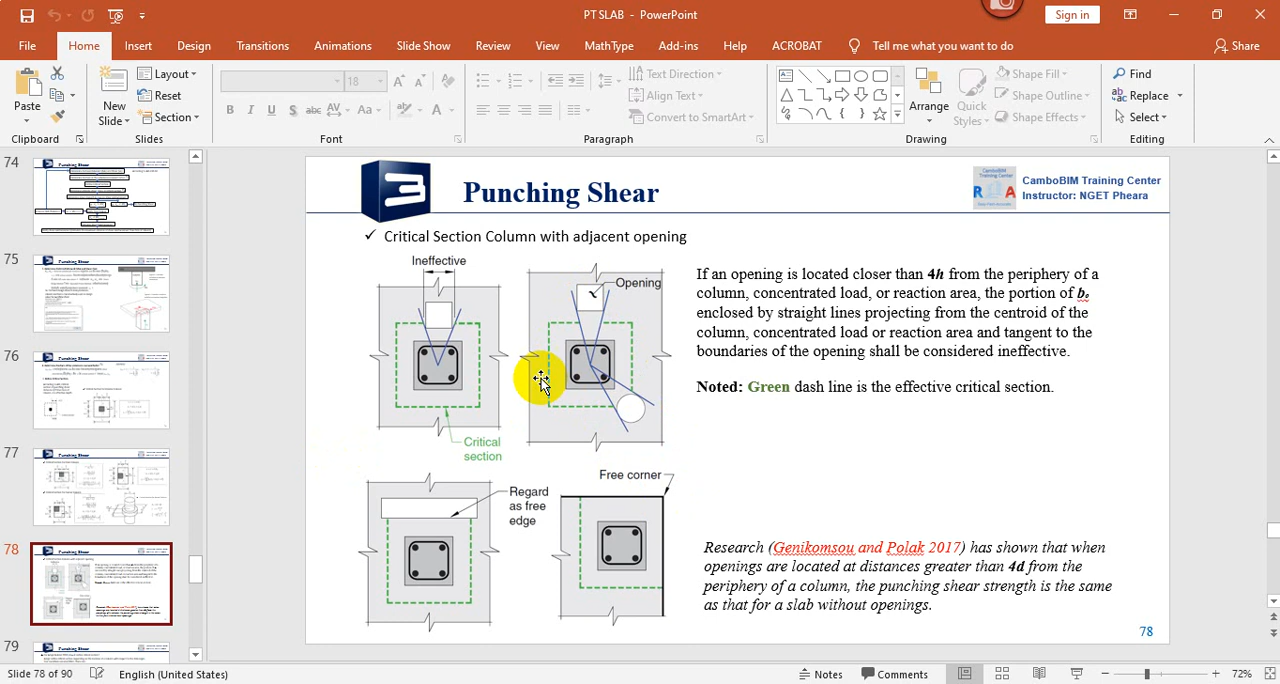 PT SLAB - PowerPoint
Sign in
File Home Insert Design Transitions Animations Slide Show Review View MathType Add-ins Help ACROBAT Tell me what you want to do Share
Paste
New Slide
Layout
Reset
Section
18
B I U S abc AV Aa A
Text Direction
Align Text
Convert to SmartArt
Arrange
Quick Styles
Shape Fill
Shape Outline
Shape Effects
Find
Replace
Select
Clipboard Slides Font Paragraph Drawing Editing
74
75
76
77
78
79
Punching Shear
CamboBIM Training Center
R A
CamboBIM Training Center
Instructor: NGET Pheara
✓ Critical Section Column with adjacent opening
Ineffective
Opening
Critical section
Regard as free edge
Free corner
If an opening is located closer than
from the periphery of a
column, concentrated load, or reaction area, the portion of bo
enclosed by straight lines projecting from the centroid of the
column, concentrated load or reaction area and tangent to the
boundaries of the opening shall be considered ineffective.
Noted: Green dash line is the effective critical section.
Research (Genikomsou and Polak 2017) has shown that when
openings are located at a distance greater than 4d from the
periphery of a column, the punching shear strength is the same
as that for a slab without openings.
78
Slide 78 of 90 English (United States) Notes Comments 72%